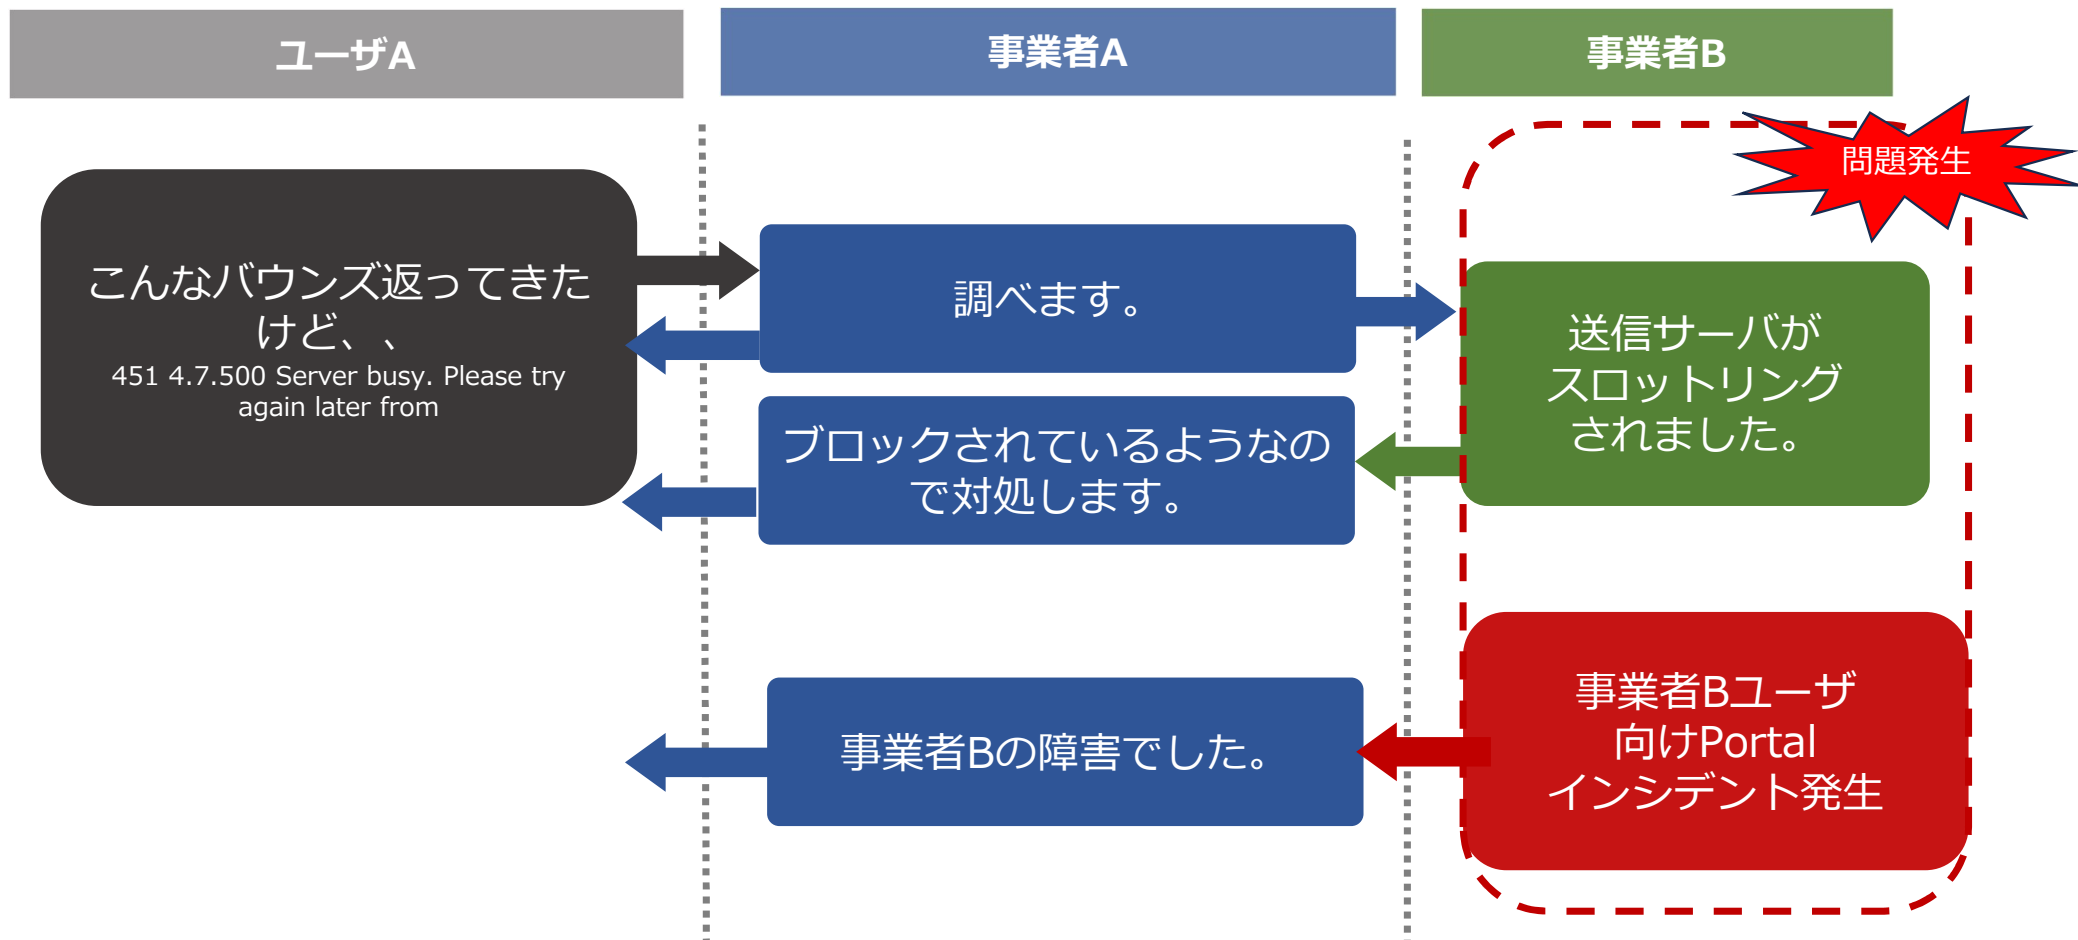 ユーザA
事業者A
事業者B
問題発生
こんなバウンズ返ってきた
けど、、
451 4.7.500 Server busy. Please try
again later from
調べます。
送信サーバが
スロットリング
されました。
ブロックされているようなの
で対処します。
事業者Bユーザ
向けPortal
インシデント発生
事業者Bの障害でした。